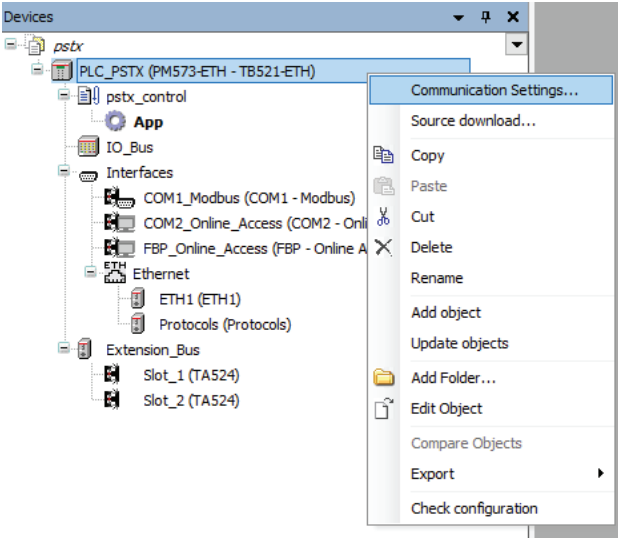 Devices
pstx
PLC_PSTX (PM573-ETH - TB521-ETH)
pstx_control
App
IO_Bus
Interfaces
COM1_Modbus (COM1 - Modbus)
COM2_Online_Access (COM2 - Onli
FBP_Online_Access (FBP - Online A
ETH
Ethernet
ETH1 (ETH1)
Protocols (Protocols)
Extension_Bus
Slot_1 (TA524)
Slot_2 (TA524)
Communication Settings...
Source download...
Copy
Paste
Cut
Delete
Rename
Add object
Update objects
Add Folder...
Edit Object
Compare Objects
Export
Check configuration